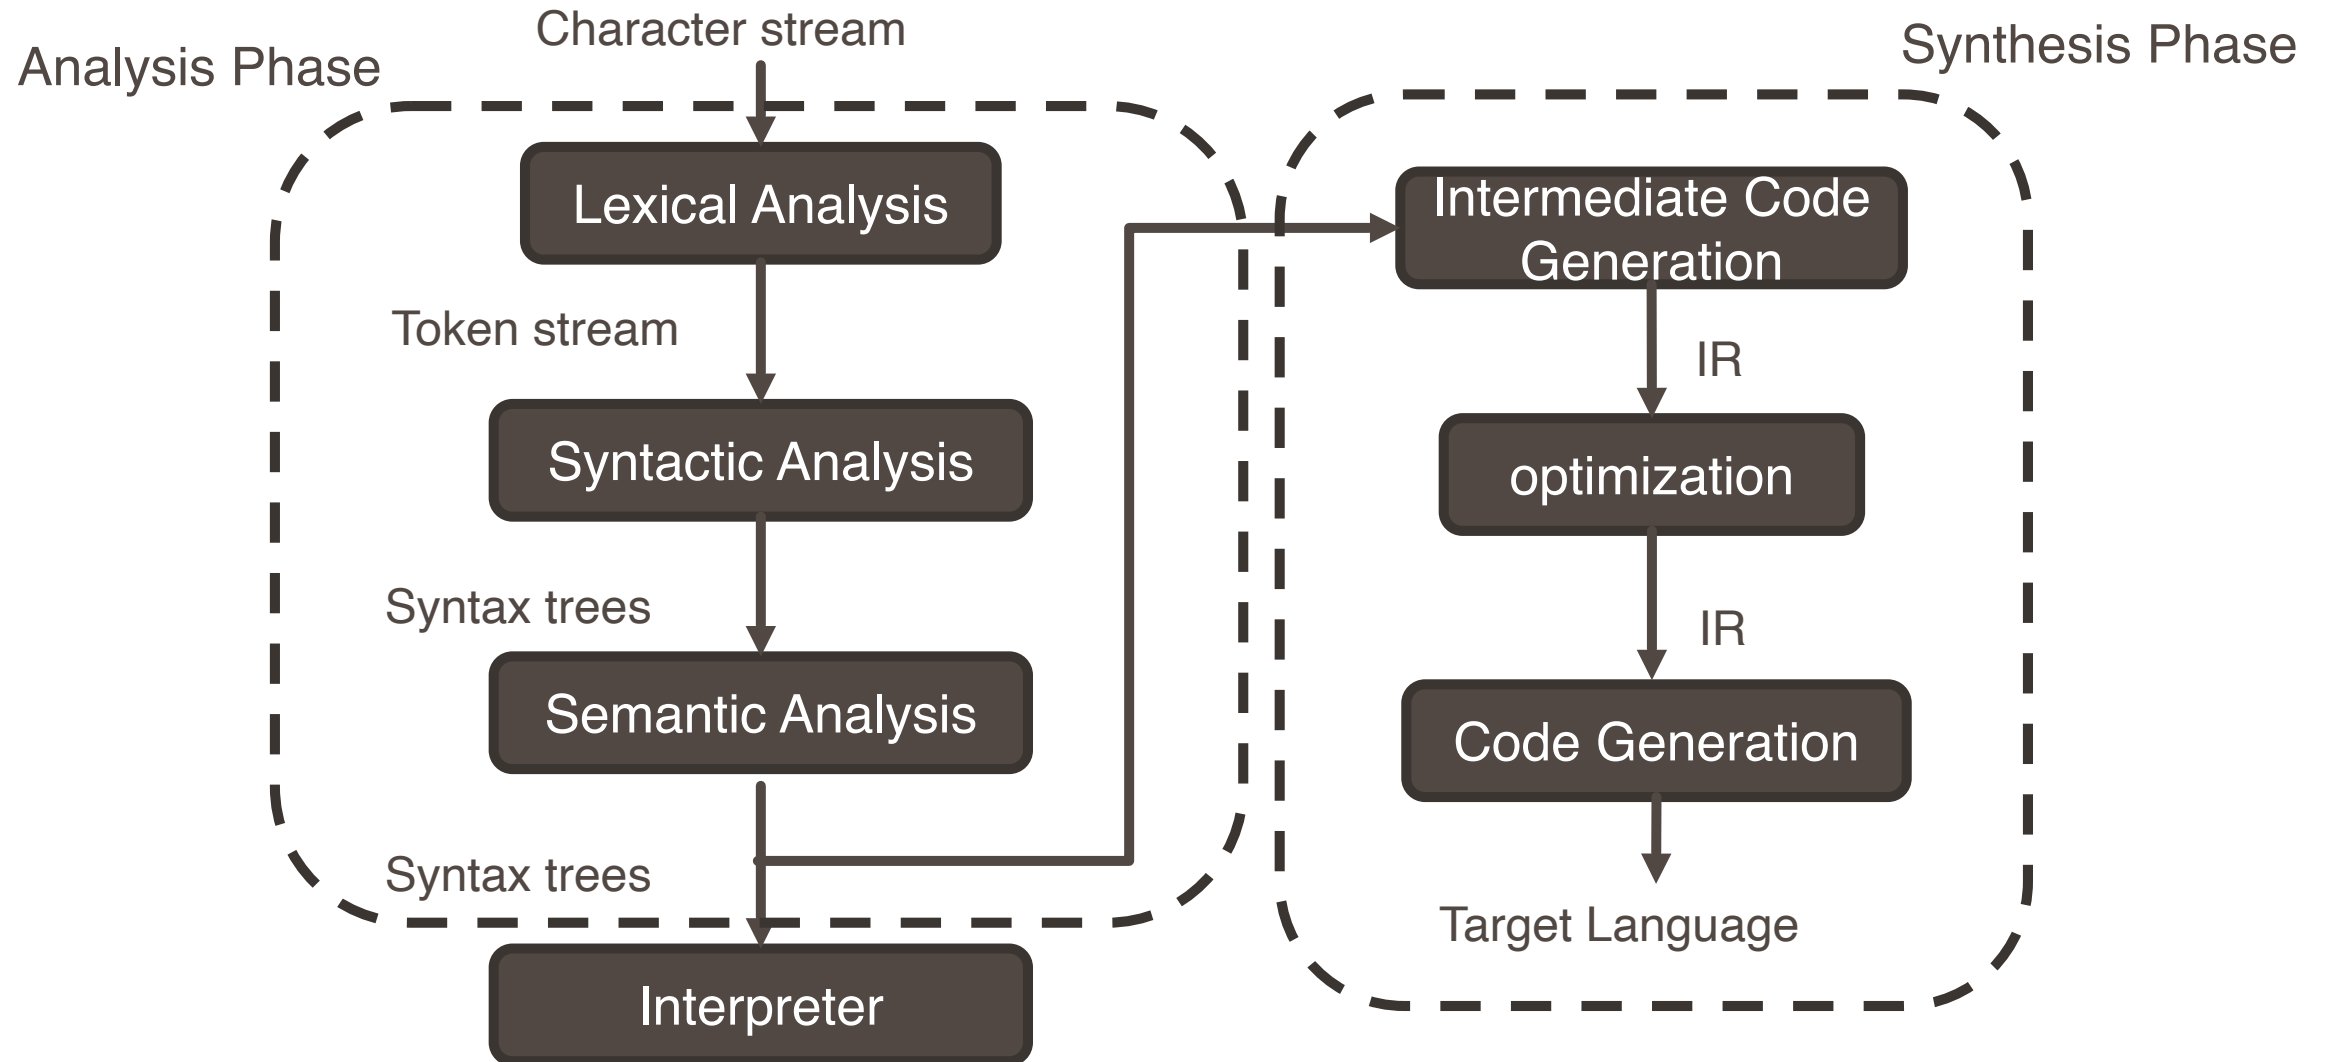 Analysis Phase
Character stream
Lexical Analysis
Token stream
Syntactic Analysis
Syntax trees
Semantic Analysis
Syntax trees
Interpreter
Synthesis Phase
Intermediate Code
Generation
IR
optimization
IR
Code Generation
Target Language